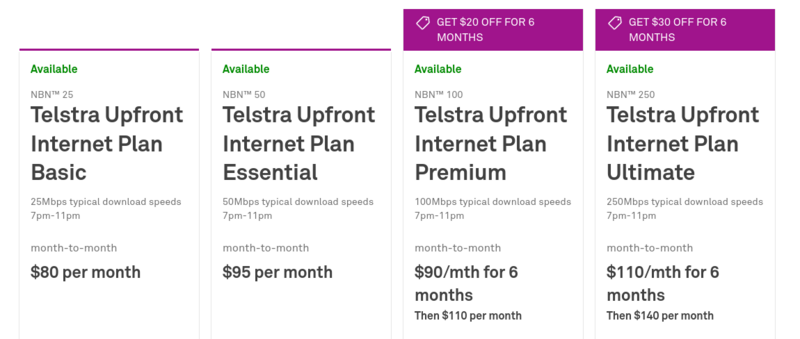 Available
NBN™ 25
Telstra Upfront
Internet Plan
Basic
25Mbps typical download speeds
7pm-11pm
month-to-month
$80 per month
Available
NBN™ 50
Telstra Upfront
Internet Plan
Essential
50Mbps typical download speeds
7pm-11pm
month-to-month
$95 per month
GET $20 OFF FOR 6
MONTHS
Available
NBN™ 100
Telstra Upfront
Internet Plan
Premium
100Mbps typical download speeds
7pm-11pm
month-to-month
$90/mth for 6
months
Then $110 per month
GET $30 OFF FOR 6
MONTHS
Available
NBN™ 250
Telstra Upfront
Internet Plan
Ultimate
250Mbps typical download speeds
7pm-11pm
month-to-month
$110/mth for 6
months
Then $140 per month